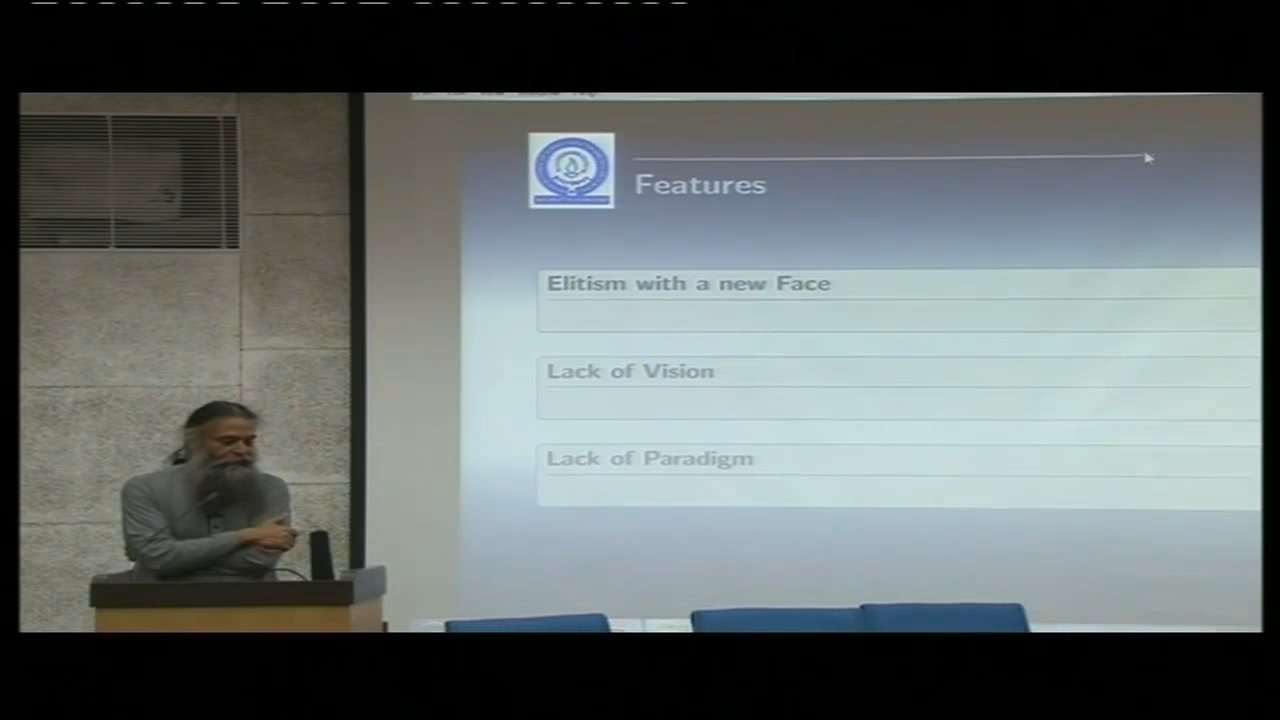 Features
Elitism with a new Face
Lack of Vision
Lack of Paradigm